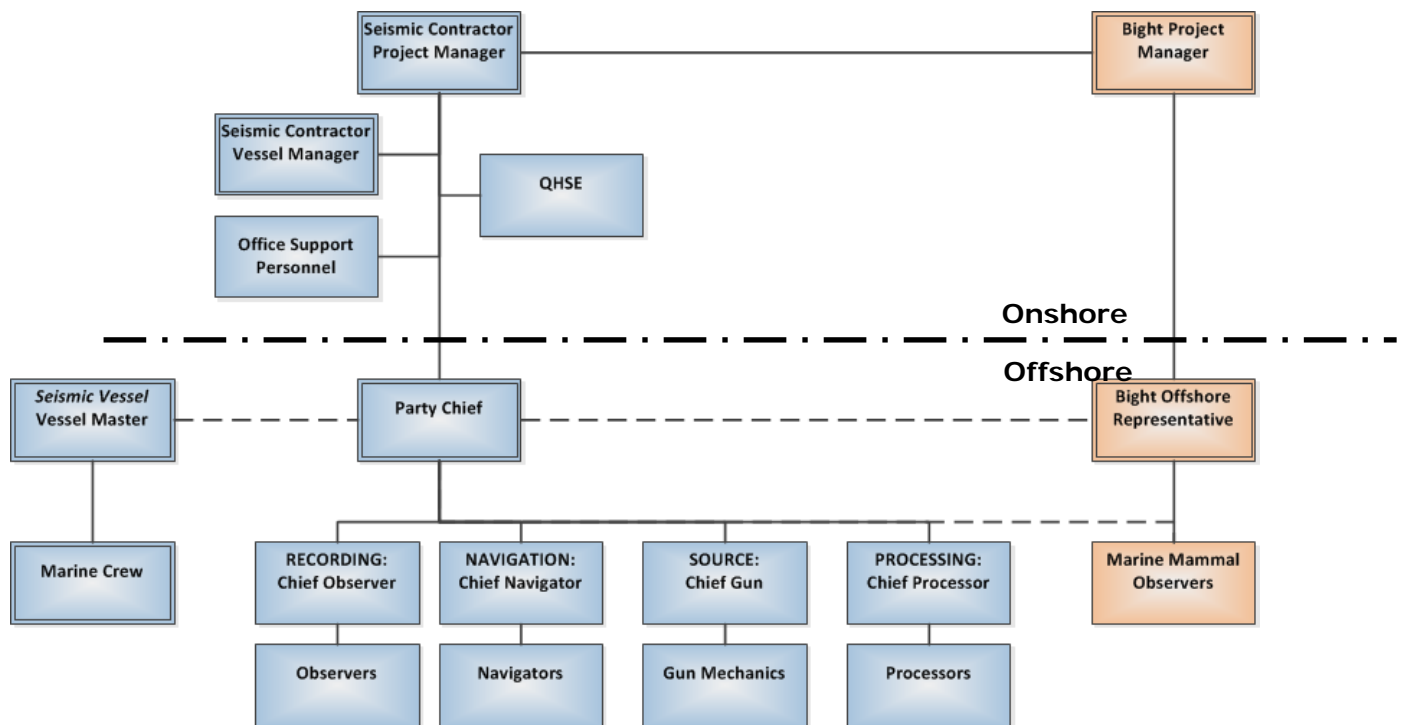 Seismic Contractor
Project Manager
Bight Project
Manager
Seismic Contractor
Vessel Manager
QHSE
Office Support
Personnel
Onshore
Offshore
Seismic Vessel
Vessel Master
Party Chief
Bight Offshore
Representative
Marine Crew
RECORDING:
Chief Observer
NAVIGATION:
Chief Navigator
SOURCE:
Chief Gun
PROCESSING:
Chief Processor
Marine Mammal
Observers
Observers
Navigators
Gun Mechanics
Processors